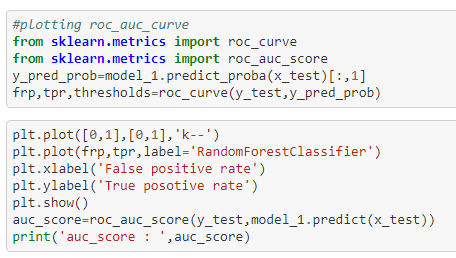 #plotting roc_auc_curve
from sklearn.metrics import roc_curve
from sklearn.metrics import roc_auc_score
y_pred_prob=model_1.predict_proba(x_test)[:,1]
frp,tpr,thresholds=roc_curve(y_test,y_pred_prob)
plt.plot([0,1],[0,1],'k--')
plt.plot(frp,tpr,label='RandomForestClassifier')
plt.xlabel('False positive rate')
plt.ylabel('True posotive rate')
plt.show()
auc_score=roc_auc_score(y_test,model_1.predict(x_test))
print('auc_score : ',auc_score)